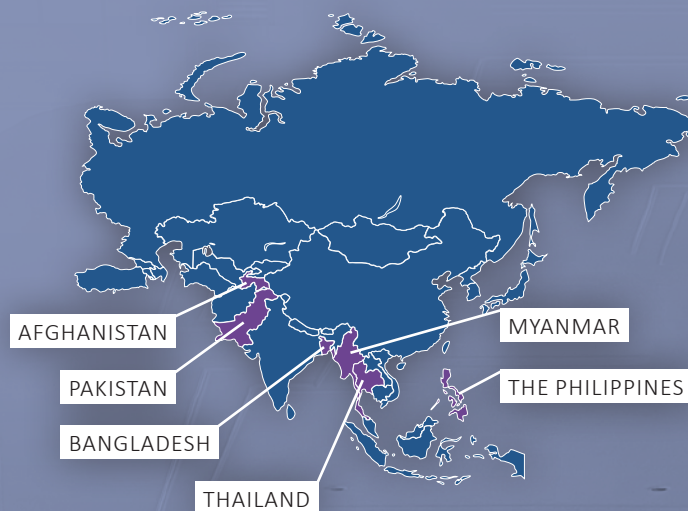 AFGHANISTAN
MYANMAR
PAKISTAN
THE PHILIPPINES
BANGLADESH
THAILAND